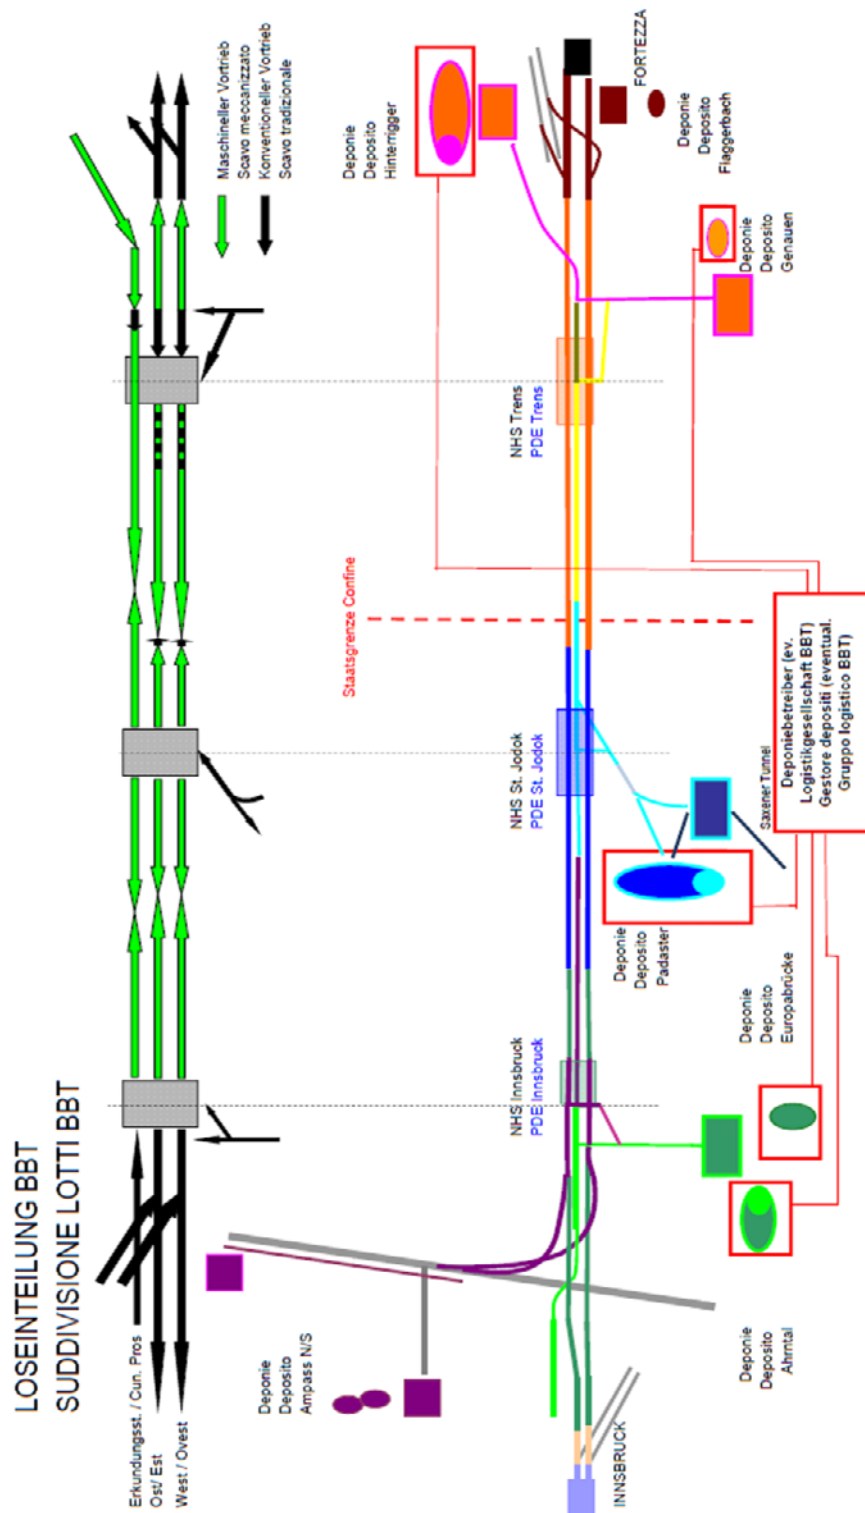 LOSEINTEILUNG BBT
SUDDIVISIONE LOTTI BBT
Erkundungsst. / Cun. Pros
Ost/ Est
West / Ovest
Maschineller Vortrieb
Scavo meccanizzato
Konventioneller Vortrieb
Scavo tradizionale
Deponie
Deposito
Ampass N/S
Staatsgrenze Confine
Deponie
Deposito
Hinterrigger
NHS Innsbruck
PDE Innsbruck
NHS St. Jodok
PDE St. Jodok
NHS Trens
PDE Trens
INNSBRUCK
FORTEZZA
Deponie
Deposito
Padaster
Deponie
Deposito
Flaggerbach
Deponie
Deposito
Ahrntal
Deponie
Deposito
Europabrücke
Saxener Tunnel
Deponie
Deposito
Genauen
Deponiebetreiber (ev.
Logistikgesellschaft BBT)
Gestore depositi (eventual.
Gruppo logistico BBT)